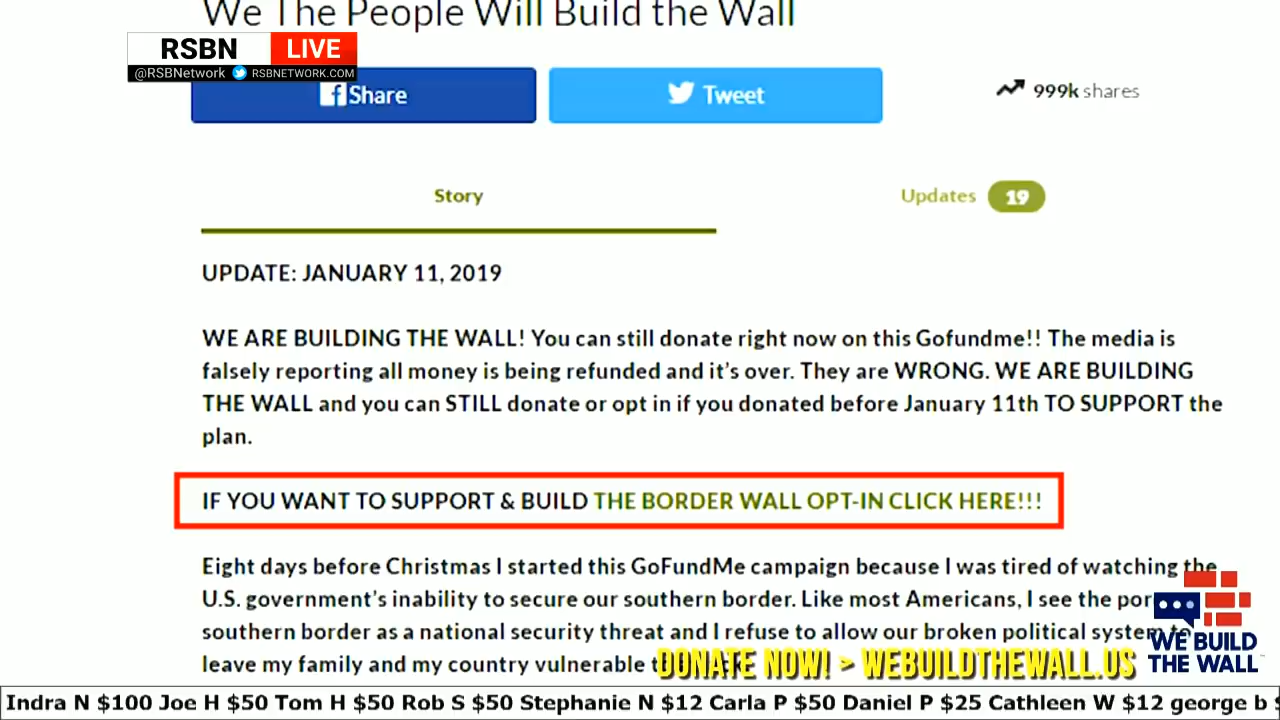 We The People Will Build the Wall
RSBN LIVE
@RSBNetwork RSBNETWORK.COM
Share
Tweet
999k shares
Story
Updates 19
UPDATE: JANUARY 11, 2019
WE ARE BUILDING THE WALL! You can still donate right now on this Gofundme!! The media is
falsely reporting all money is being refunded and it's over. They are WRONG. WE ARE BUILDING
THE WALL and you can STILL donate or opt in if you donated before January 11th TO SUPPORT the
plan.
IF YOU WANT TO SUPPORT & BUILD THE BORDER WALL OPT-IN CLICK HERE!!!
Eight days before Christmas I started this GoFundMe campaign because I was tired of watching the
U.S. government's inability to secure our southern border. Like most Americans, I see the
southern border as a national security threat and I refuse to allow our broken political system to
leave my family and my country vulnerable
DONATE NOW! > WEBUILDTHEWALL.US
WE BUILD
THE WALL
Indra N $100 Joe H $50 Tom H $50 Rob S $50 Stephanie N $12 Carla P $50 Daniel P $25 Cathleen W $12 george b